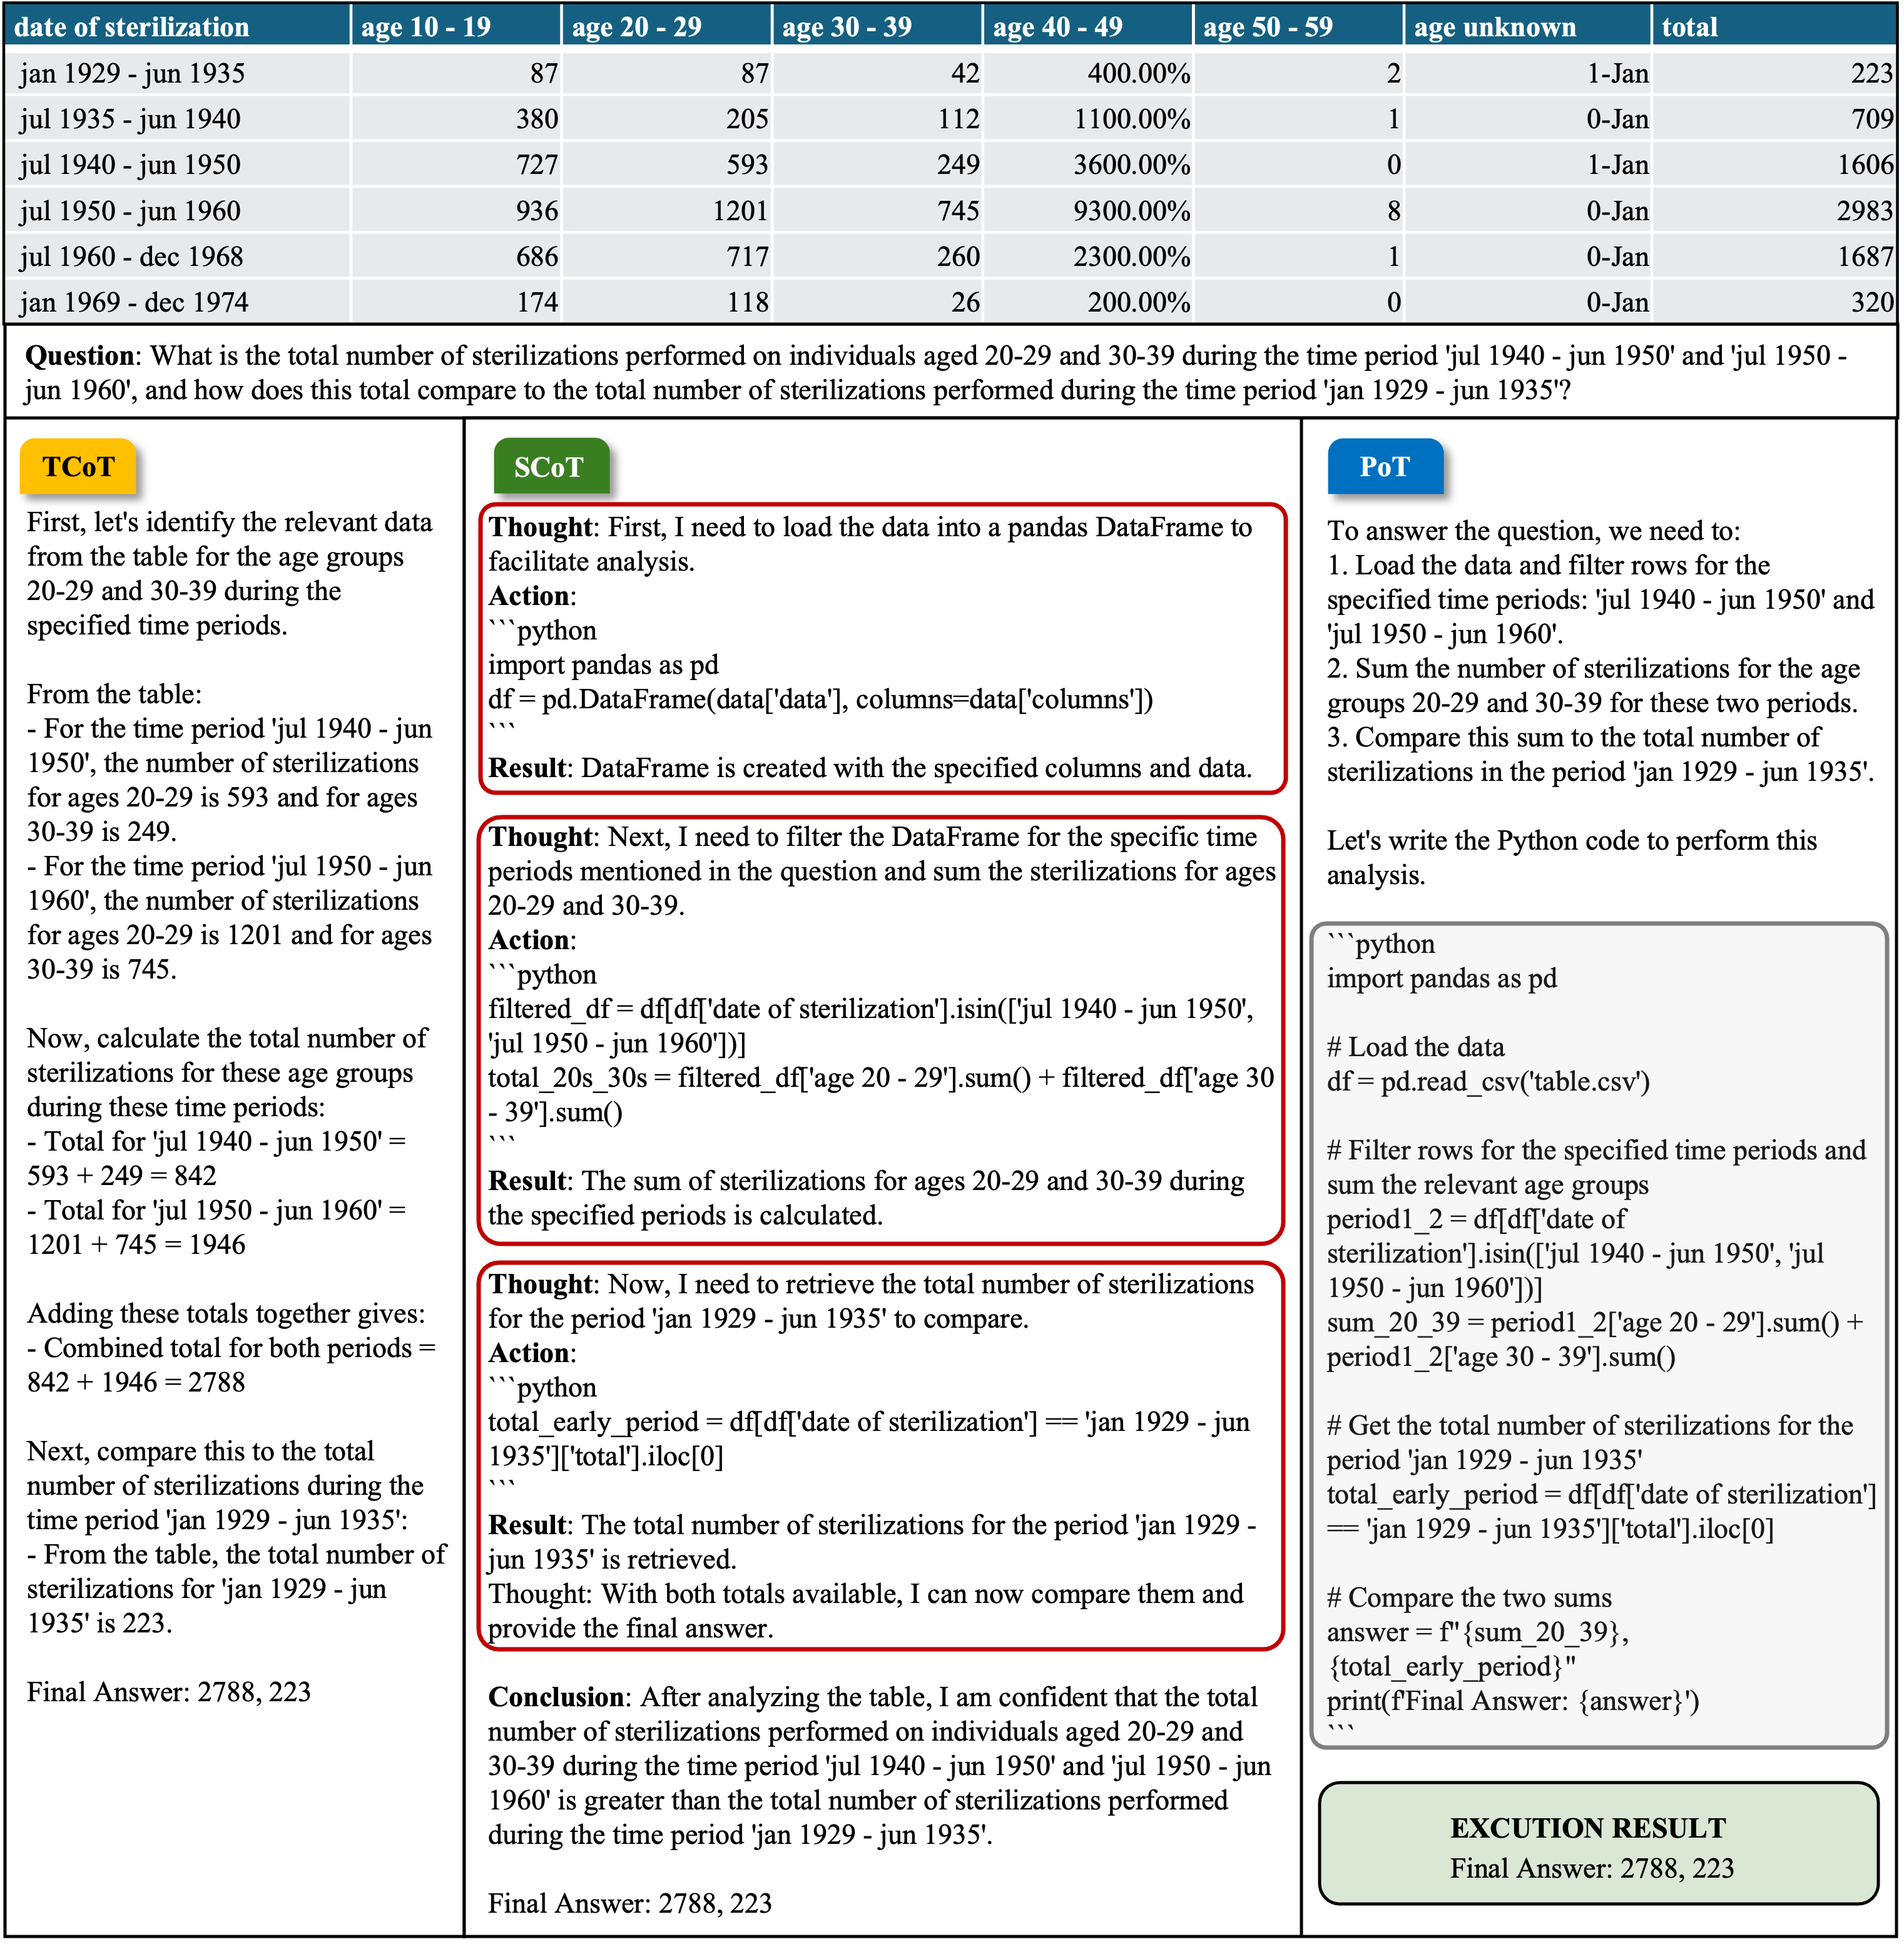 date of sterilization age 10 - 19 age 20 - 29 age 30 - 39 age 40 - 49 age 50 - 59 age unknown total
jan 1929 - jun 1935 87 87 42 400.00% 2 1-Jan 223
jul 1935 - jun 1940 380 205 112 1100.00% 1 0-Jan 709
jul 1940 - jun 1950 727 593 249 3600.00% 0 1-Jan 1606
jul 1950 - jun 1960 936 1201 745 9300.00% 8 0-Jan 2983
jul 1960 - dec 1968 686 717 260 2300.00% 1 0-Jan 1687
jan 1969 - dec 1974 174 118 26 200.00% 0 0-Jan 320
Question: What is the total number of sterilizations performed on individuals aged 20-29 and 30-39 during the time period 'jul 1940 - jun 1950' and 'jul 1950 -
jun 1960', and how does this total compare to the total number of sterilizations performed during the time period 'jan 1929 - jun 1935'?
TCoT
First, let's identify the relevant data
from the table for the age groups
20-29 and 30-39 during the
specified time periods.
From the table:
- For the time period 'jul 1940 - jun
1950', the number of sterilizations
for ages 20-29 is 593 and for ages
30-39 is 249.
- For the time period 'jul 1950 - jun
1960', the number of sterilizations
for ages 20-29 is 1201 and for ages
30-39 is 745.
Now, calculate the total number of
sterilizations for these age groups
during these time periods:
- Total for 'jul 1940 - jun 1950' =
593 + 249 = 842
- Total for 'jul 1950 - jun 1960' =
1201 + 745 = 1946
Adding these totals together gives:
- Combined total for both periods =
842 + 1946 = 2788
Next, compare this to the total
number of sterilizations during the
time period 'jan 1929 - jun 1935':
- From the table, the total number of
sterilizations for 'jan 1929 - jun
1935' is 223.
Final Answer: 2788, 223
SCoT
Thought: First, I need to load the data into a pandas DataFrame to
facilitate analysis.
Action:
```python
import pandas as pd
df = pd.DataFrame(data['data'], columns=data['columns'])
```
Result: DataFrame is created with the specified columns and data.
Thought: Next, I need to filter the DataFrame for the specific time
periods mentioned in the question and sum the sterilizations for ages
20-29 and 30-39.
Action:
```python
filtered_df = df[df['date of sterilization'].isin(['jul 1940 - jun 1950',
'jul 1950 - jun 1960'])]
total_20s_30s = filtered_df['age 20 - 29'].sum() + filtered_df['age 30
- 39'].sum()
```
Result: The sum of sterilizations for ages 20-29 and 30-39 during
the specified periods is calculated.
Thought: Now, I need to retrieve the total number of sterilizations
for the period 'jan 1929 - jun 1935' to compare.
Action:
```python
total_early_period = df[df['date of sterilization'] == 'jan 1929 - jun
1935']['total'].iloc[0]
```
Result: The total number of sterilizations for the period 'jan 1929 -
jun 1935' is retrieved.
Thought: With both totals available, I can now compare them and
provide the final answer.
Conclusion: After analyzing the table, I am confident that the total
number of sterilizations performed on individuals aged 20-29 and
30-39 during the time period 'jul 1940 - jun 1950' and 'jul 1950 - jun
1960' is greater than the total number of sterilizations performed
during the time period 'jan 1929 - jun 1935'.
Final Answer: 2788, 223
PoT
To answer the question, we need to:
1. Load the data and filter rows for the
specified time periods: 'jul 1940 - jun 1950' and
'jul 1950 - jun 1960'.
2. Sum the number of sterilizations for the age
groups 20-29 and 30-39 for these two periods.
3. Compare this sum to the total number of
sterilizations in the period 'jan 1929 - jun 1935'.
Let's write the Python code to perform this
analysis.
```python
import pandas as pd
# Load the data
df = pd.read_csv('table.csv')
# Filter rows for the specified time periods and
sum the relevant age groups
period1_2 = df[df['date of
sterilization'].isin(['jul 1940 - jun 1950', 'jul
1950 - jun 1960'])]
sum_20_39 = period1_2['age 20 - 29'].sum() +
period1_2['age 30 - 39'].sum()
# Get the total number of sterilizations for the
period 'jan 1929 - jun 1935'
total_early_period = df[df['date of sterilization']
== 'jan 1929 - jun 1935']['total'].iloc[0]
# Compare the two sums
answer = f"{sum_20_39},
{total_early_period}"
print(f'Final Answer: {answer}')
```
EXCUTION RESULT
Final Answer: 2788, 223